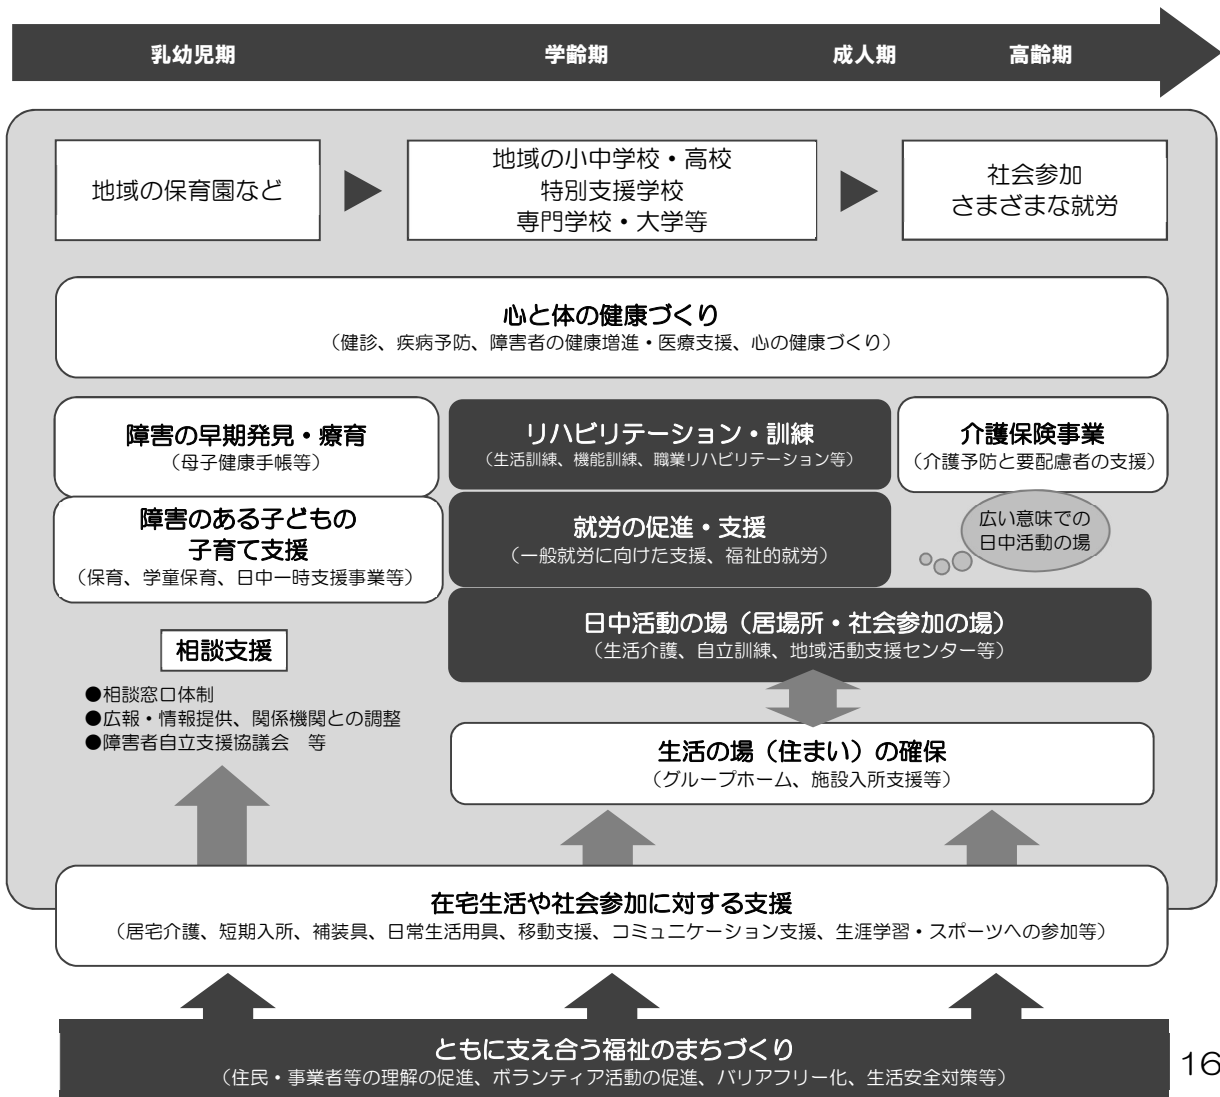 乳幼児期
学齢期
成人期
高齢期
地域の保育園など
地域の小中学校・高校
特別支援学校
専門学校・大学等
社会参加
さまざまな就労
心と体の健康づくり
（健診、疾病予防、障害者の健康増進・医療支援、心の健康づくり）
障害の早期発見・療育
（母子健康手帳等）
リハビリテーション・訓練
（生活訓練、機能訓練、職業リハビリテーション等）
介護保険事業
（介護予防と要配慮者の支援）
障害のある子どもの
子育て支援
（保育、学童保育、日中一時支援事業等）
就労の促進・支援
（一般就労に向けた支援、福祉的就労）
広い意味での
日中活動の場
日中活動の場（居場所・社会参加の場）
（生活介護、自立訓練、地域活動支援センター等）
相談支援
●相談窓口体制
●広報・情報提供、関係機関との調整
●障害者自立支援協議会　等
生活の場（住まい）の確保
（グループホーム、施設入所支援等）
在宅生活や社会参加に対する支援
（居宅介護、短期入所、補装具、日常生活用具、移動支援、コミュニケーション支援、生涯学習・スポーツへの参加等）
ともに支え合う福祉のまちづくり
（住民・事業者等の理解の促進、ボランティア活動の促進、バリアフリー化、生活安全対策等）
16